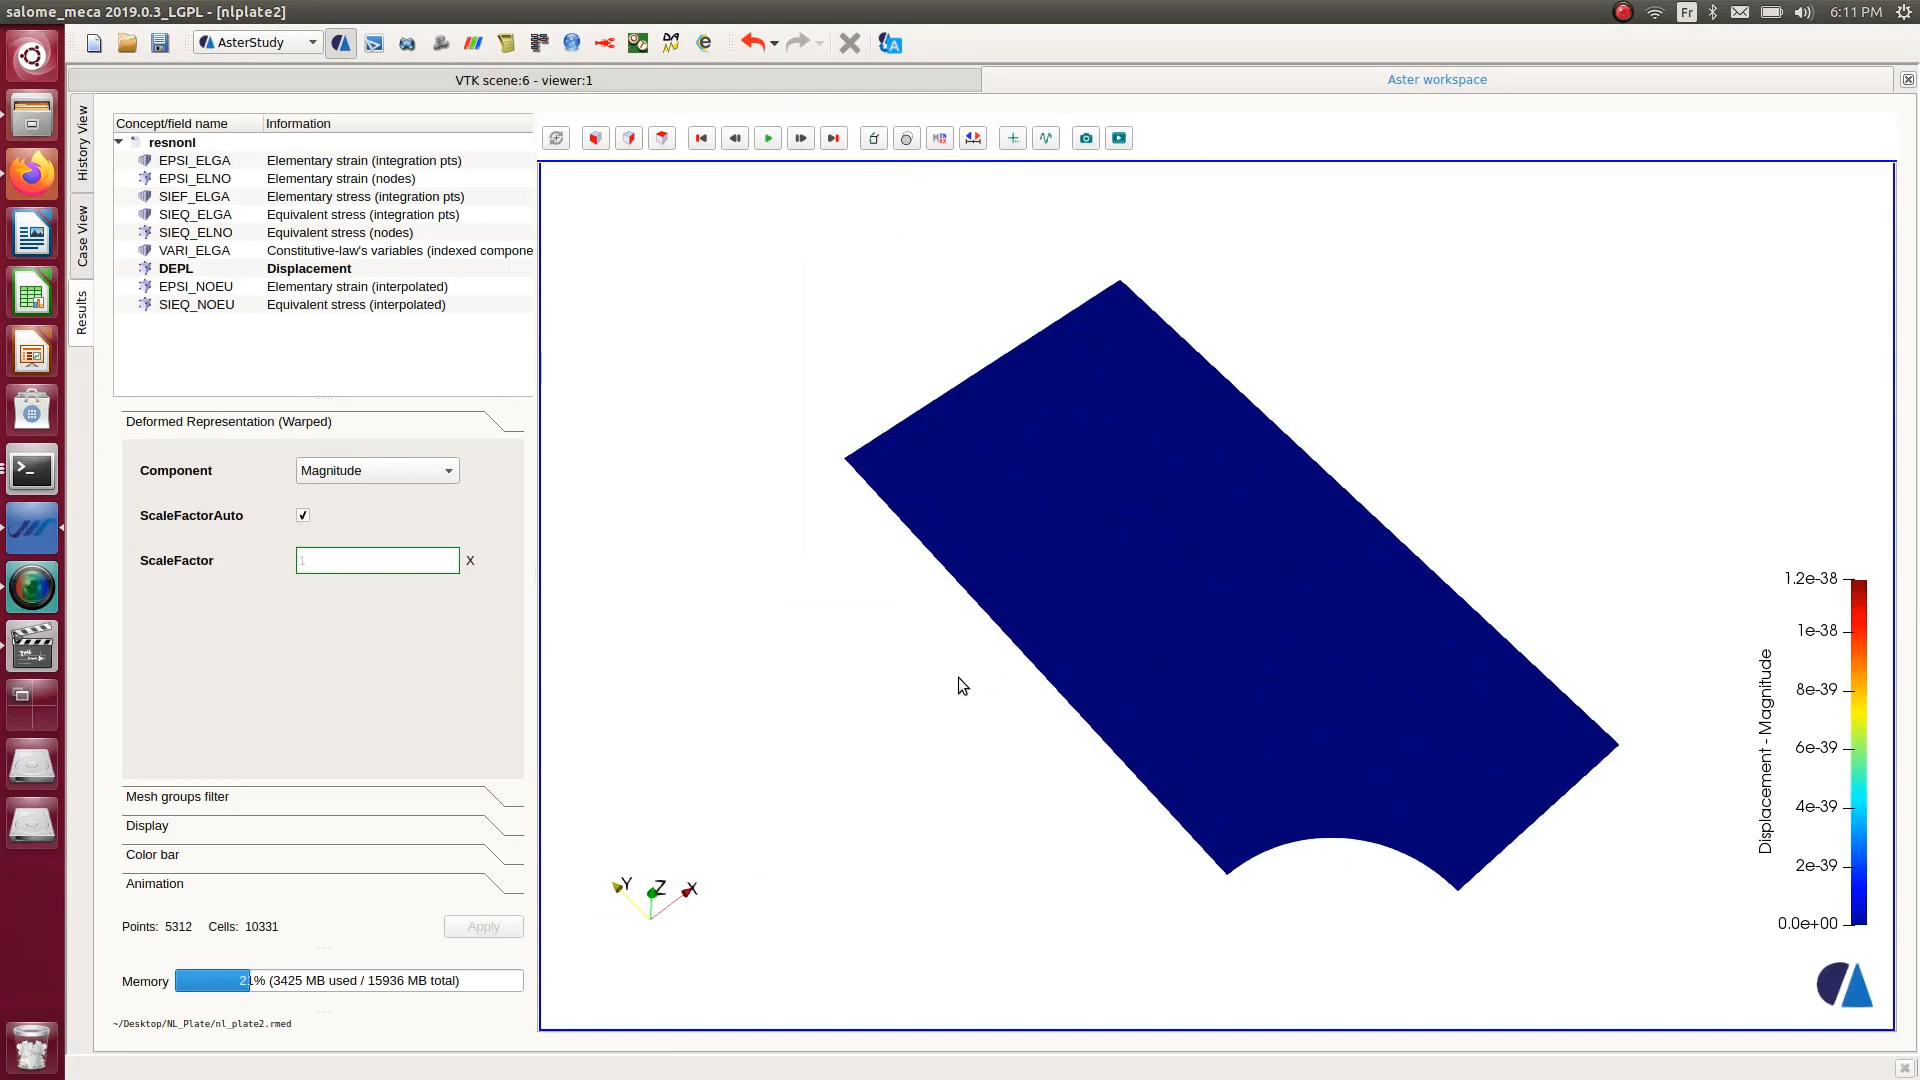 salome_meca 2019.0.3_LGPL - [nlplate2]
Fr
6:11 PM
AsterStudy
VTK scene:6 - viewer:1
Aster workspace
History View
Case View
Results
Concept/field name Information
resnonl
EPSI_ELGA Elementary strain (integration pts)
EPSI_ELNO Elementary strain (nodes)
SIEF_ELGA Elementary stress (integration pts)
SIEQ_ELGA Equivalent stress (integration pts)
SIEQ_ELNO Equivalent stress (nodes)
VARI_ELGA Constitutive-law's variables (indexed compone
DEPL Displacement
EPSI_NOEU Elementary strain (interpolated)
SIEQ_NOEU Equivalent stress (interpolated)
Deformed Representation (Warped)
Component Magnitude
ScaleFactorAuto
ScaleFactor 1 X
Mesh groups filter
Display
Color bar
Animation
Points: 5312 Cells: 10331 Apply
Memory 21% (3425 MB used / 15936 MB total)
~/Desktop/NL_Plate/nl_plate2.rmed
MIN
MAX
Y Z X
Displacement - Magnitude
1.2e-38
1e-38
8e-39
6e-39
4e-39
2e-39
0.0e+00